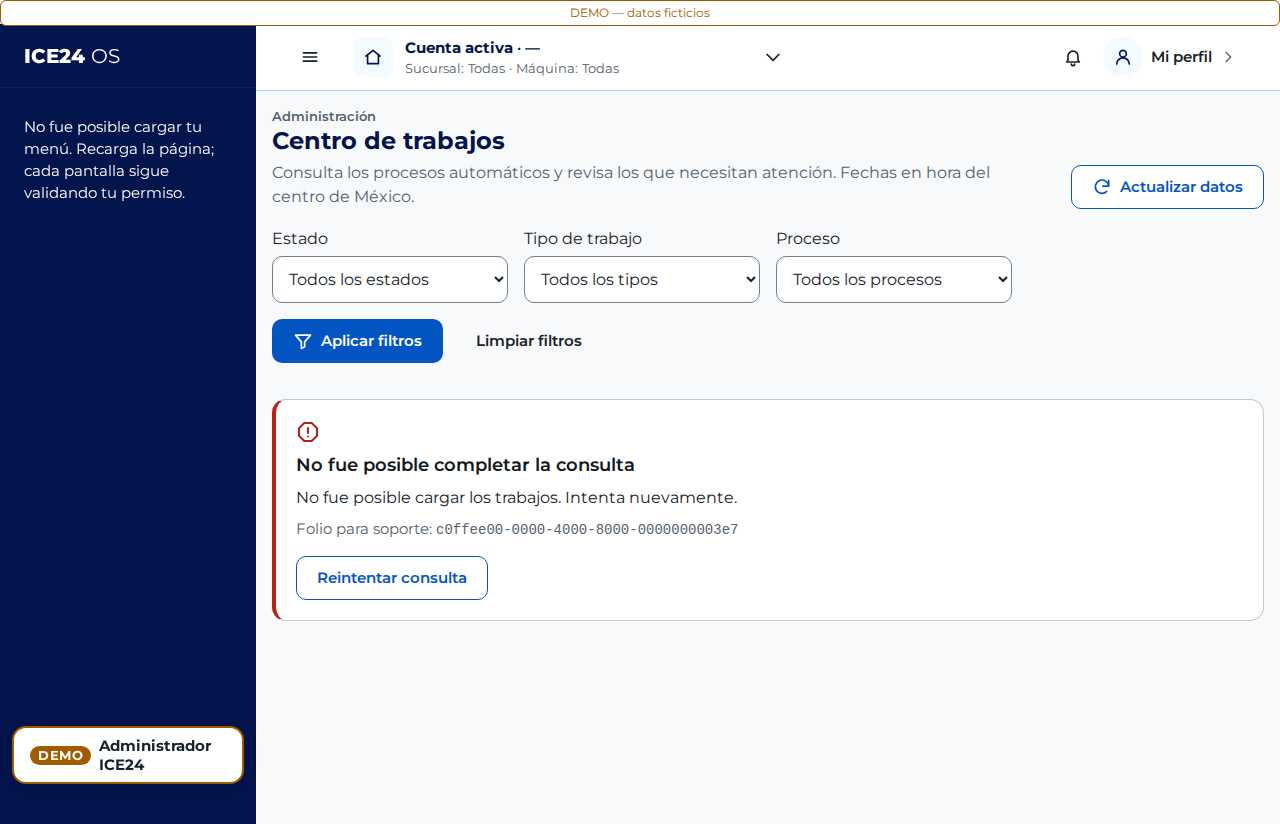 DEMO — datos ficticios
ICE24 OS
No fue posible cargar tu
menú. Recarga la página;
cada pantalla sigue
validando tu permiso.
DEMO
Administrador
ICE24
Cuenta activa · —
Sucursal: Todas · Máquina: Todas
Mi perfil
Administración
Centro de trabajos
Consulta los procesos automáticos y revisa los que necesitan atención. Fechas en hora del
centro de México.
Actualizar datos
Estado
Tipo de trabajo
Proceso
Todos los estados
Todos los tipos
Todos los procesos
Aplicar filtros
Limpiar filtros
No fue posible completar la consulta
No fue posible cargar los trabajos. Intenta nuevamente.
Folio para soporte: c0ffee00-0000-4000-8000-0000000003e7
Reintentar consulta